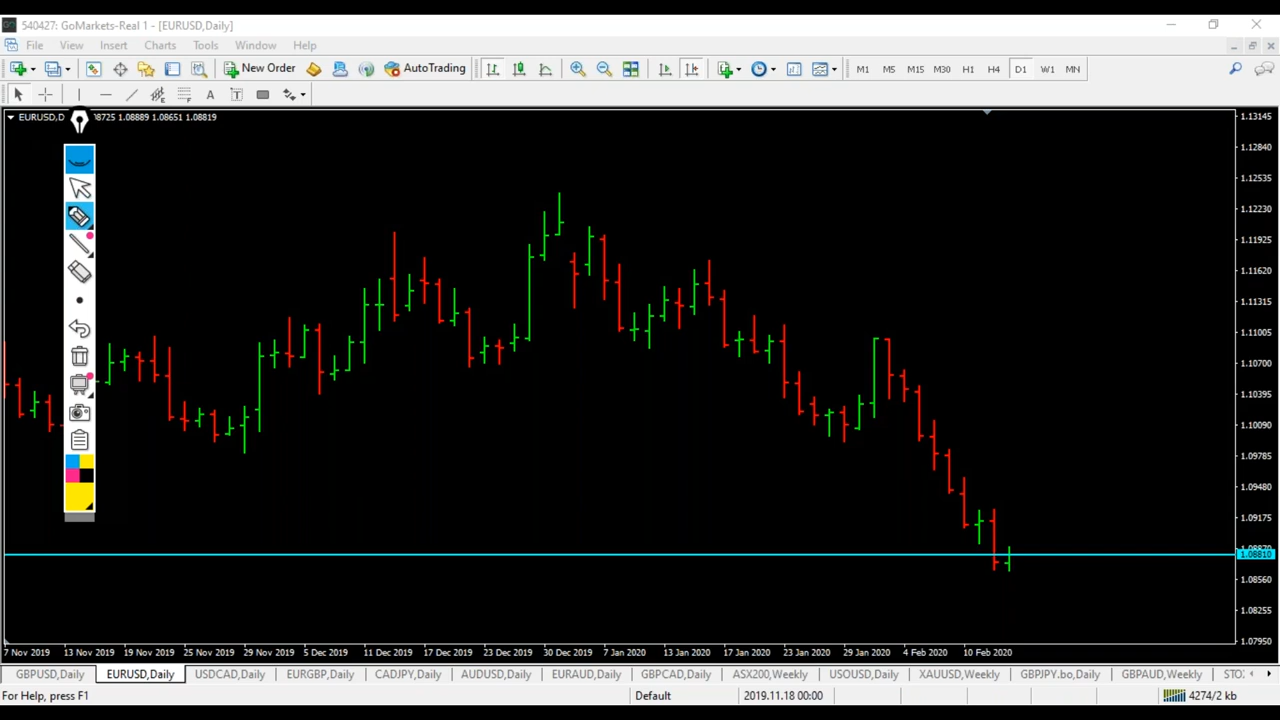 540427: GoMarkets-Real 1 - [EURUSD,Daily]
File View Insert Charts Tools Window Help
New Order AutoTrading M1 M5 M15 M30 H1 H4 D1 W1 MN
A T
EURUSD,D 8725 1.08889 1.08651 1.08819
1.13145
1.12840
1.12535
1.12230
1.11925
1.11620
1.11315
1.11005
1.10700
1.10395
1.10090
1.09785
1.09480
1.09175
1.08810
1.08560
1.08255
1.07950
7 Nov 2019 13 Nov 2019 19 Nov 2019 25 Nov 2019 29 Nov 2019 5 Dec 2019 11 Dec 2019 17 Dec 2019 23 Dec 2019 30 Dec 2019 7 Jan 2020 13 Jan 2020 17 Jan 2020 23 Jan 2020 29 Jan 2020 4 Feb 2020 10 Feb 2020
GBPUSD,Daily EURUSD,Daily USDCAD,Daily EURGBP,Daily CADJPY,Daily AUDUSD,Daily EURAUD,Daily GBPCAD,Daily ASX200,Weekly USOUSD,Daily XAUUSD,Weekly GBPJPY.bo,Daily GBPAUD,Weekly STO
For Help, press F1 Default 2019.11.18 00:00 4274/2 kb